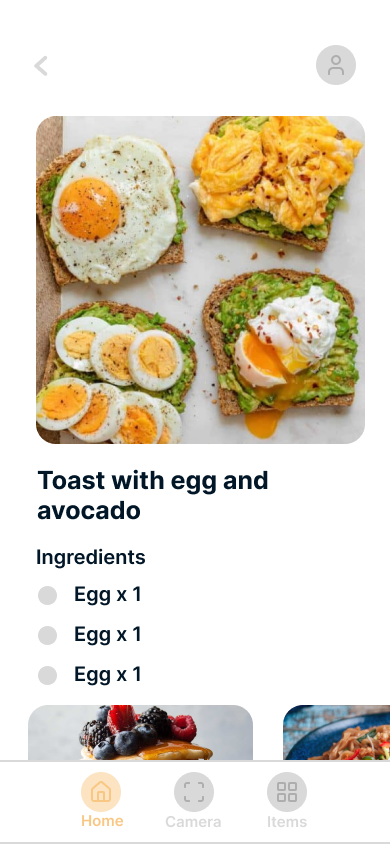 Toast with egg and
avocado
Ingredients
Egg x 1
Egg x 1
Egg x 1
Home
Camera
Items